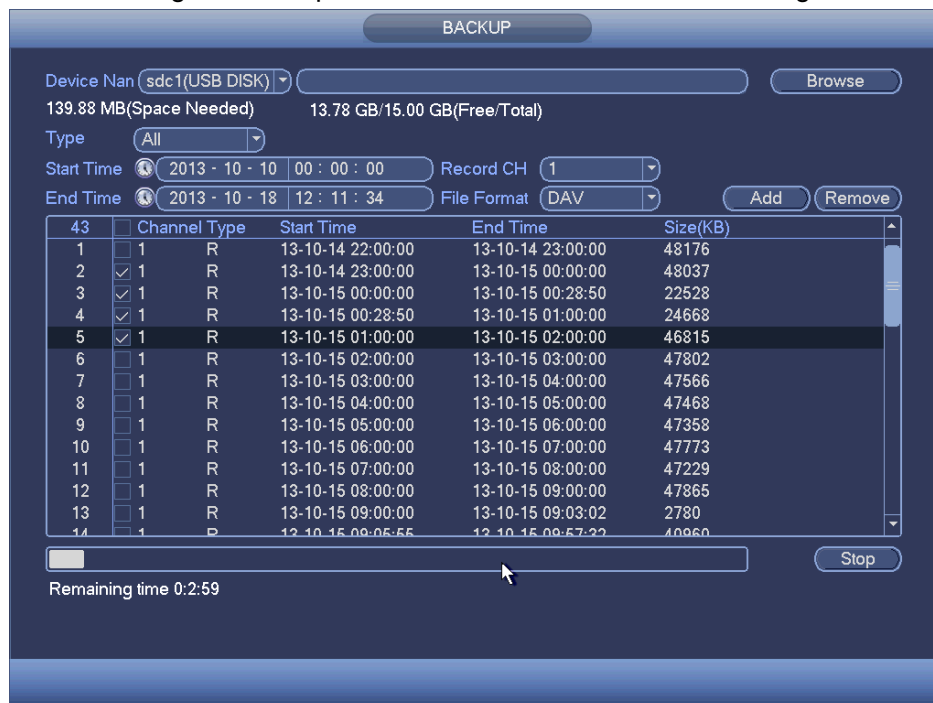 BACKUP
Device Nan sdc1(USB DISK) Browse
139.88 MB(Space Needed) 13.78 GB/15.00 GB(Free/Total)
Type All
Start Time 2013 - 10 - 10 00 : 00 : 00 Record CH 1
End Time 2013 - 10 - 18 12 : 11 : 34 File Format DAV Add Remove
43 Channel Type Start Time End Time Size(KB)
1 1 R 13-10-14 22:00:00 13-10-14 23:00:00 48176
2 1 R 13-10-14 23:00:00 13-10-15 00:00:00 48037
3 1 R 13-10-15 00:00:00 13-10-15 00:28:50 22528
4 1 R 13-10-15 00:28:50 13-10-15 01:00:00 24668
5 1 R 13-10-15 01:00:00 13-10-15 02:00:00 46815
6 1 R 13-10-15 02:00:00 13-10-15 03:00:00 47802
7 1 R 13-10-15 03:00:00 13-10-15 04:00:00 47566
8 1 R 13-10-15 04:00:00 13-10-15 05:00:00 47468
9 1 R 13-10-15 05:00:00 13-10-15 06:00:00 47358
10 1 R 13-10-15 06:00:00 13-10-15 07:00:00 47773
11 1 R 13-10-15 07:00:00 13-10-15 08:00:00 47229
12 1 R 13-10-15 08:00:00 13-10-15 09:00:00 47865
13 1 R 13-10-15 09:00:00 13-10-15 09:03:02 2780
14 1 R
Stop
Remaining time 0:2:59